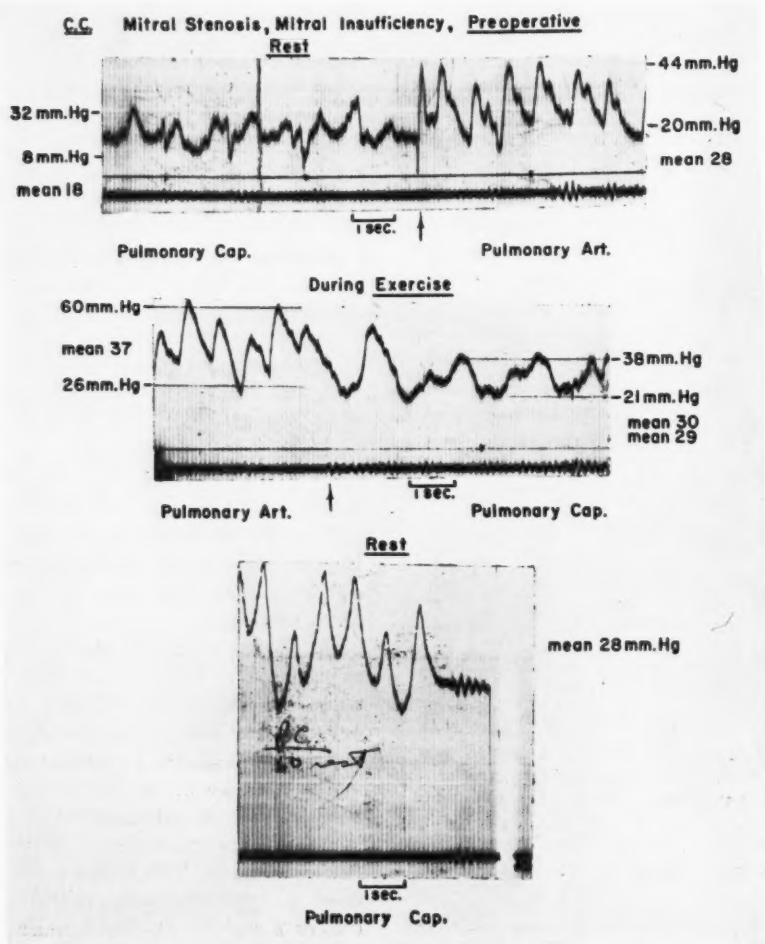 C.C. Mitral Stenosis, Mitral Insufficiency, Preoperative
Rest
32 mm.Hg
8 mm.Hg
mean 18
44 mm.Hg
20 mm.Hg
mean 28
1 sec.
Pulmonary Cap.
Pulmonary Art.
During Exercise
60 mm.Hg
mean 37
26 mm.Hg
38 mm.Hg
21 mm.Hg
mean 30
mean 29
1 sec.
Pulmonary Art.
Pulmonary Cap.
Rest
mean 28 mm.Hg
1 sec.
Pulmonary Cap.